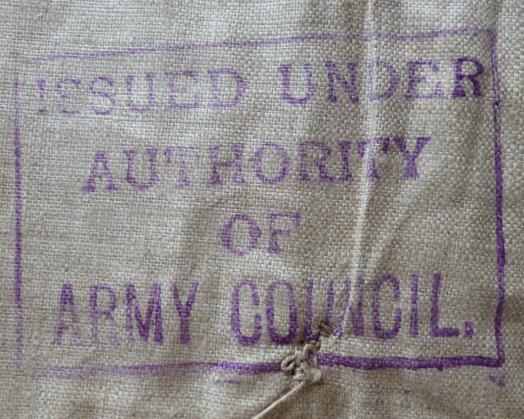 ISSUED UNDER
AUTHORITY
OF
ARMY COUNCIL.